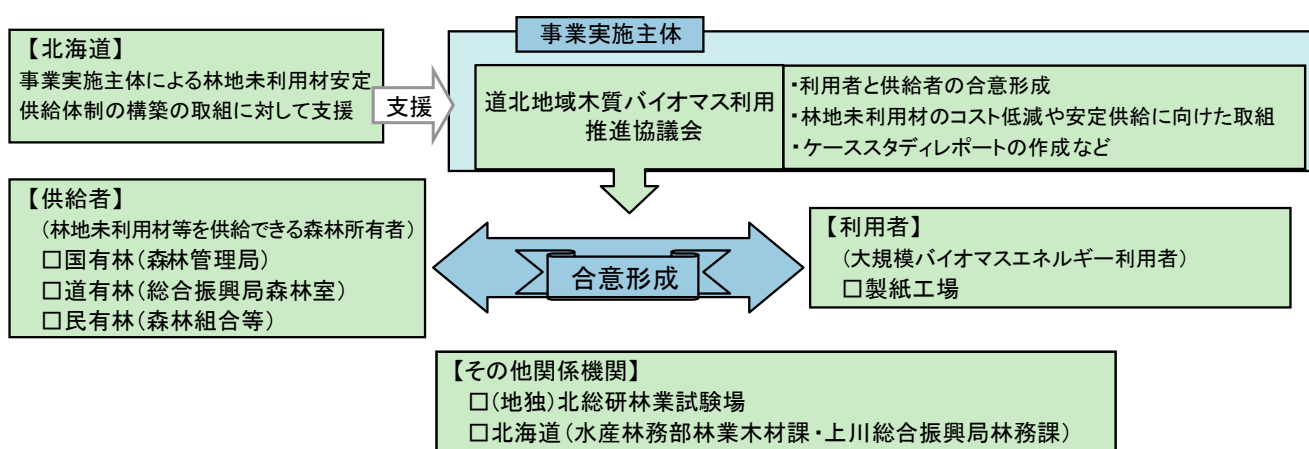 【北海道】
事業実施主体による林地未利用材安定
供給体制の構築の取組に対して支援
支援
事業実施主体
道北地域木質バイオマス利用
推進協議会
・利用者と供給者の合意形成
・林地未利用材のコスト低減や安定供給に向けた取組
・ケーススタディレポートの作成など
【供給者】
(林地未利用材等を供給できる森林所有者)
□国有林(森林管理局)
□道有林(総合振興局森林室)
□民有林(森林組合等)
合意形成
【利用者】
(大規模バイオマスエネルギー利用者)
□製紙工場
【その他関係機関】
□(地独)北総研林業試験場
□北海道(水産林務部林業木材課・上川総合振興局林務課)